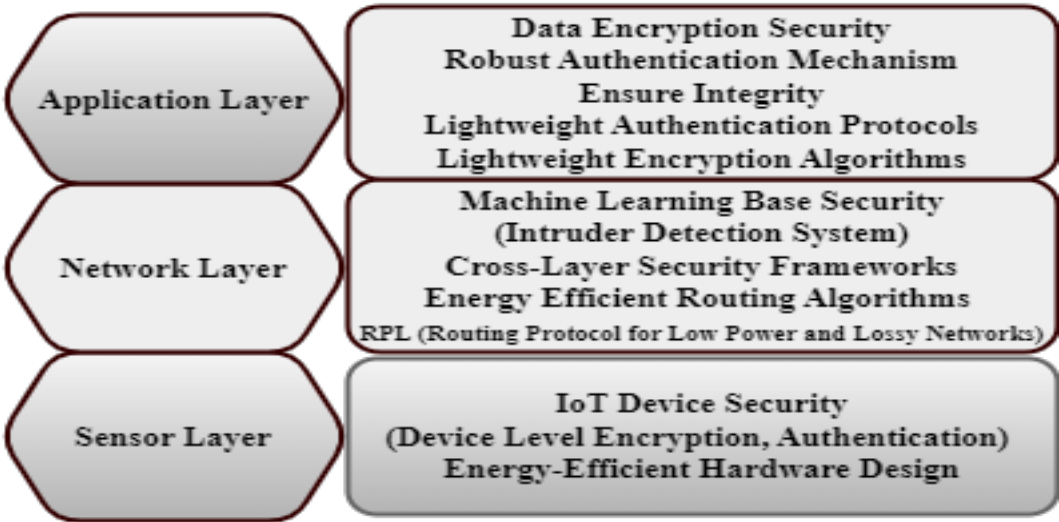 Application Layer
Data Encryption Security
Robust Authentication Mechanism
Ensure Integrity
Lightweight Authentication Protocols
Lightweight Encryption Algorithms
Network Layer
Machine Learning Base Security
(Intruder Detection System)
Cross-Layer Security Frameworks
Energy Efficient Routing Algorithms
RPL (Routing Protocol for Low Power and Lossy Networks)
Sensor Layer
IoT Device Security
(Device Level Encryption, Authentication)
Energy-Efficient Hardware Design